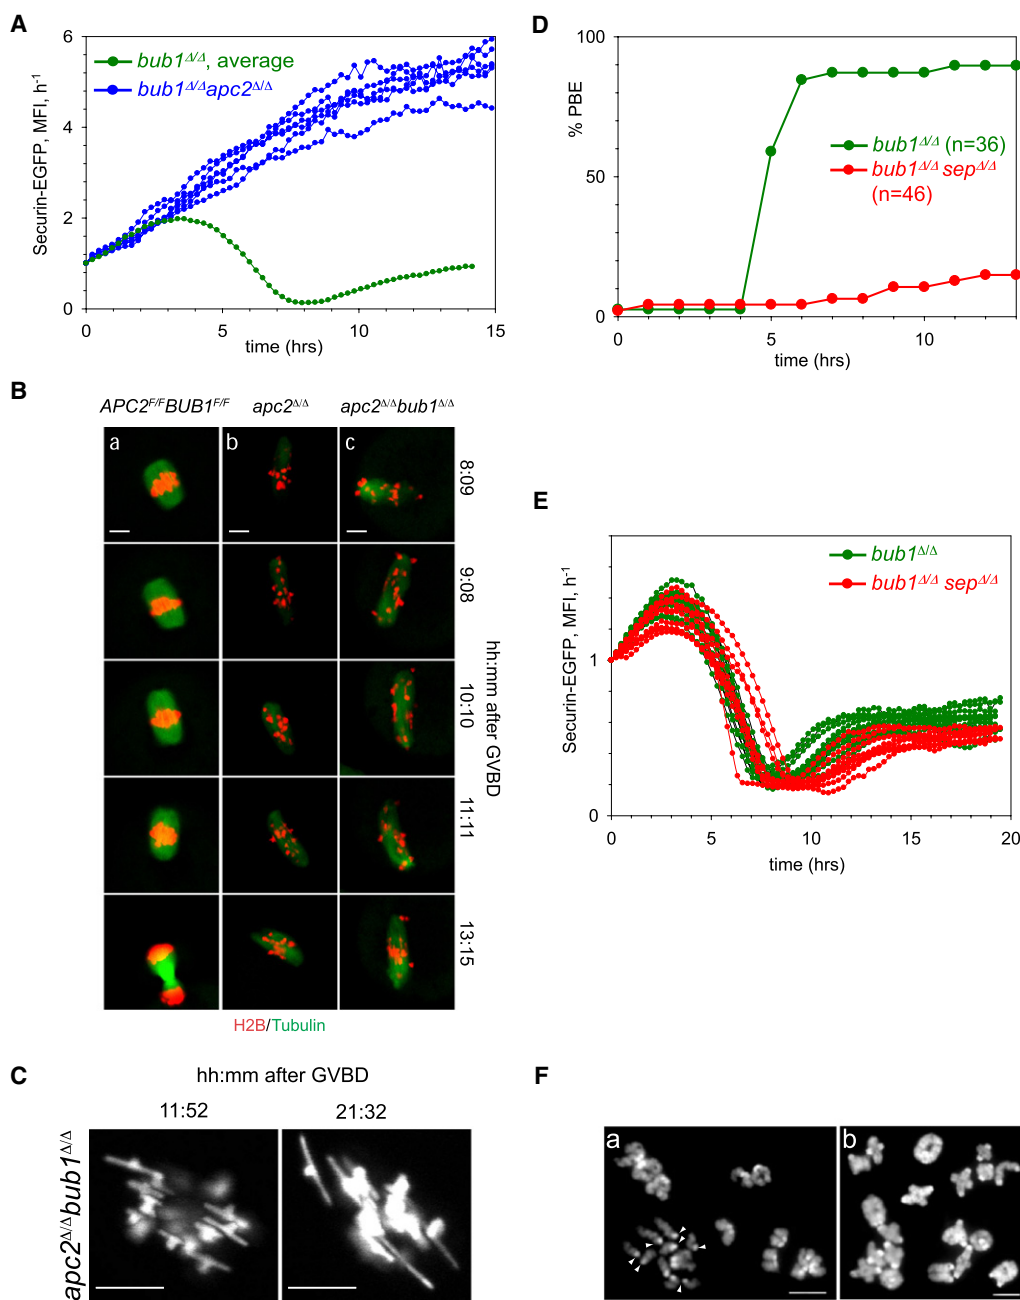 A
Securin-EGFP, MFI, h⁻¹
6
4
2
0
bub1Δ/Δ, average
bub1Δ/Δapc2Δ/Δ
0 5 10 15
time (hrs)
D
% PBE
100
50
0
bub1Δ/Δ (n=36)
bub1Δ/Δ sepΔ/Δ
(n=46)
0 5 10
time (hrs)
B
APC2F/FBUB1F/F apc2Δ/Δ apc2Δ/Δbub1Δ/Δ
a b c
8:09
9:08
10:10
11:11
13:15
hh:mm after GVBD
H2B/Tubulin
E
Securin-EGFP, MFI, h⁻¹
1
0
bub1Δ/Δ
bub1Δ/Δ sepΔ/Δ
0 5 10 15 20
time (hrs)
C
hh:mm after GVBD
11:52 21:32
apc2Δ/Δbub1Δ/Δ
F
a b